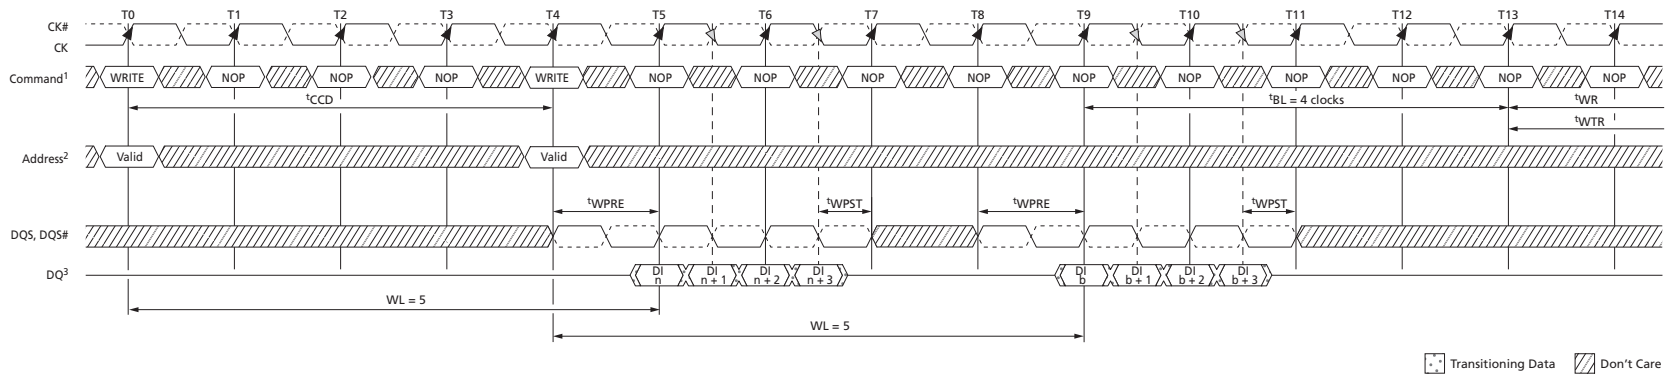 T0 T1 T2 T3 T4 T5 T6 T7 T8 T9 T10 T11 T12 T13 T14
CK#
CK
Command1 WRITE NOP NOP NOP WRITE NOP NOP NOP NOP NOP NOP NOP NOP NOP NOP
tCCD tBL = 4 clocks tWR
tWTR
Address2 Valid Valid
tWPRE tWPST tWPRE tWPST
DQS, DQS#
DQ3 DI n DI n + 1 DI n + 2 DI n + 3 DI b DI b + 1 DI b + 2 DI b + 3
WL = 5
WL = 5
Transitioning Data Don't Care